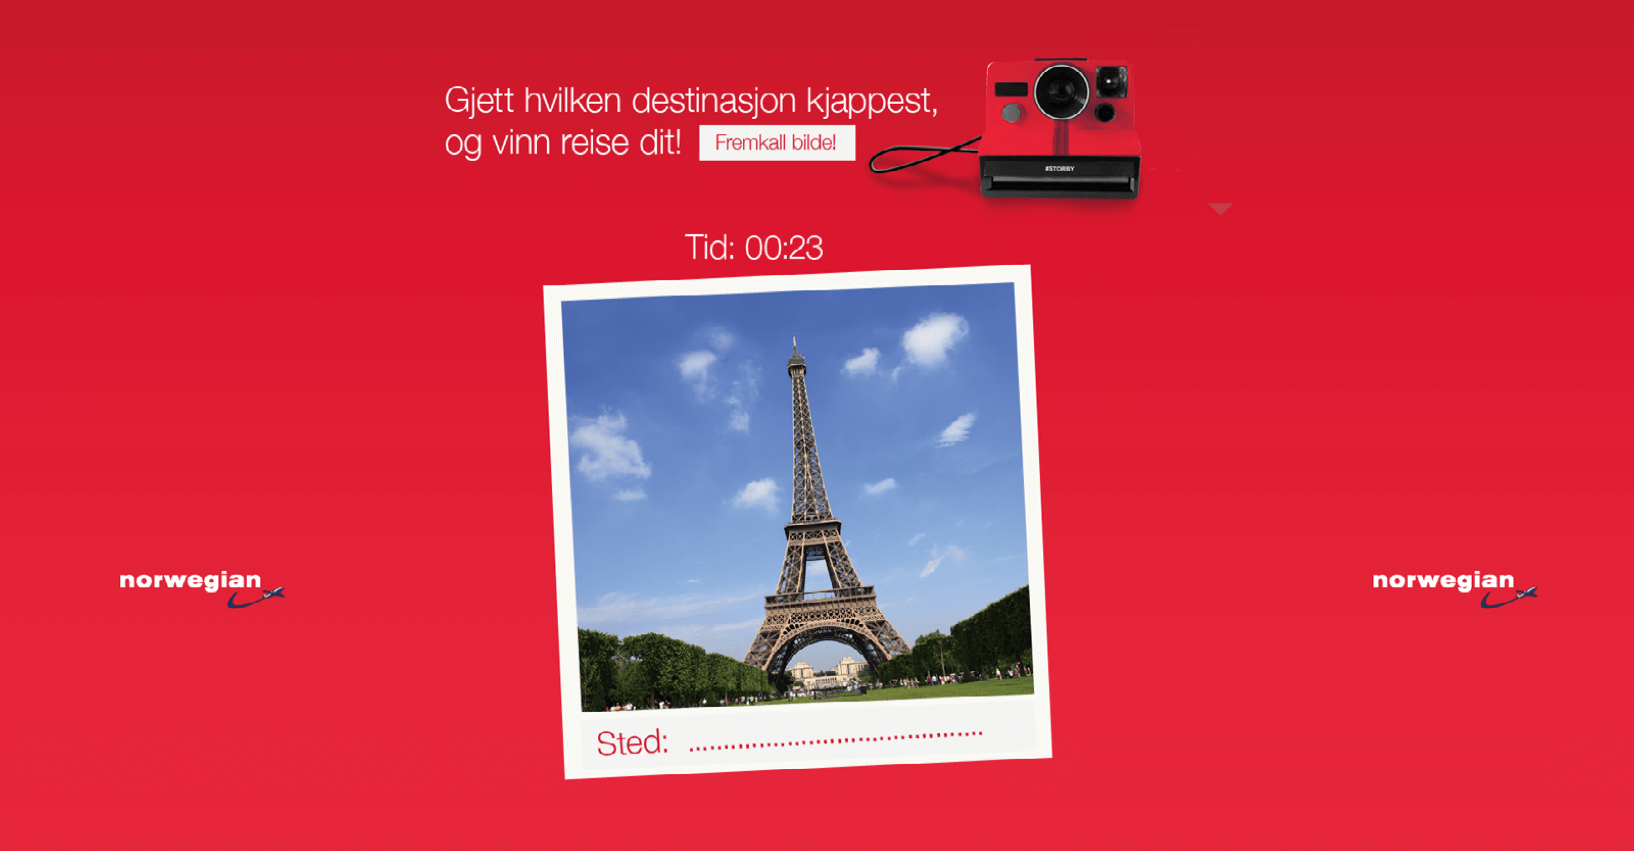 Gjett hvilken destinasjon kjappest,
og vinn reise dit! Fremkall bilde!
#STORBY
Tid: 00:23
norwegian
norwegian
Sted: ................................................